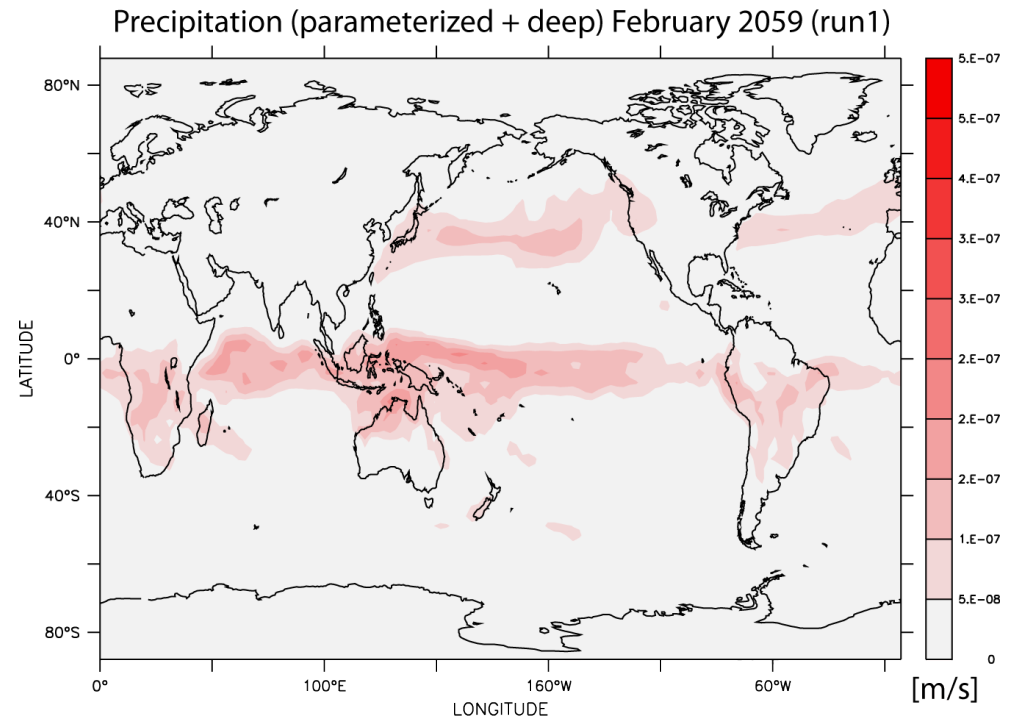 Precipitation (parameterized + deep) February 2059 (run1)
80°N
40°N
0°
40°S
80°S
LATITUDE
0°
100°E
160°W
60°W
LONGITUDE
5.E-07
5.E-07
4.E-07
3.E-07
3.E-07
2.E-07
2.E-07
2.E-07
1.E-07
5.E-08
0
[m/s]